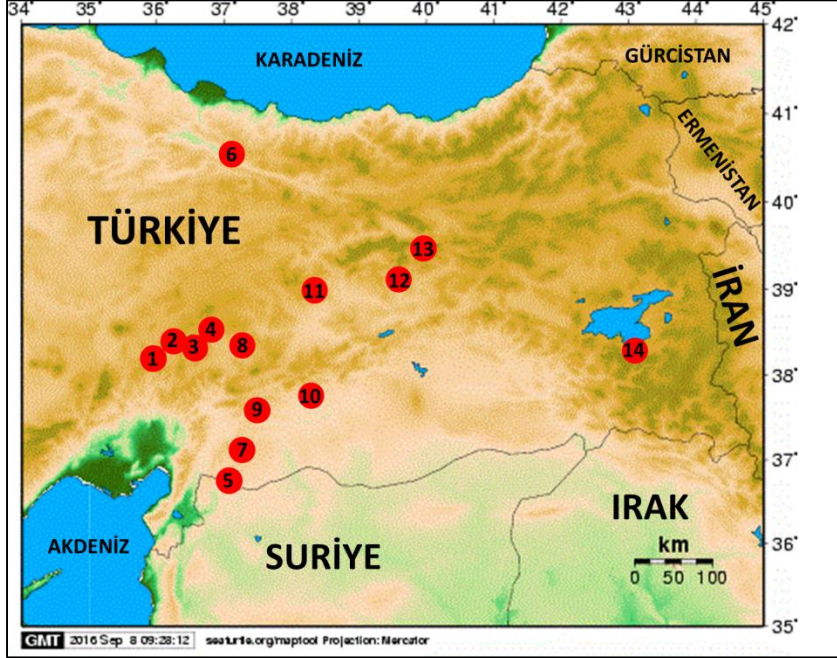 34° 35° 36° 37° 38° 39° 40° 41° 42° 43° 44° 45°
42°
KARADENİZ
GÜRCİSTAN
41°
ERMENİSTAN
6
40°
TÜRKİYE
13
12
İRAN
11
39°
4
2
3
8
1
14
38°
10
9
7
37°
5
IRAK
AKDENİZ
SURİYE
km
36°
0 50 100
35°
GMT 2016 Sep 8 09:28:12 seaturtle.org/maptool Projection: Mercator